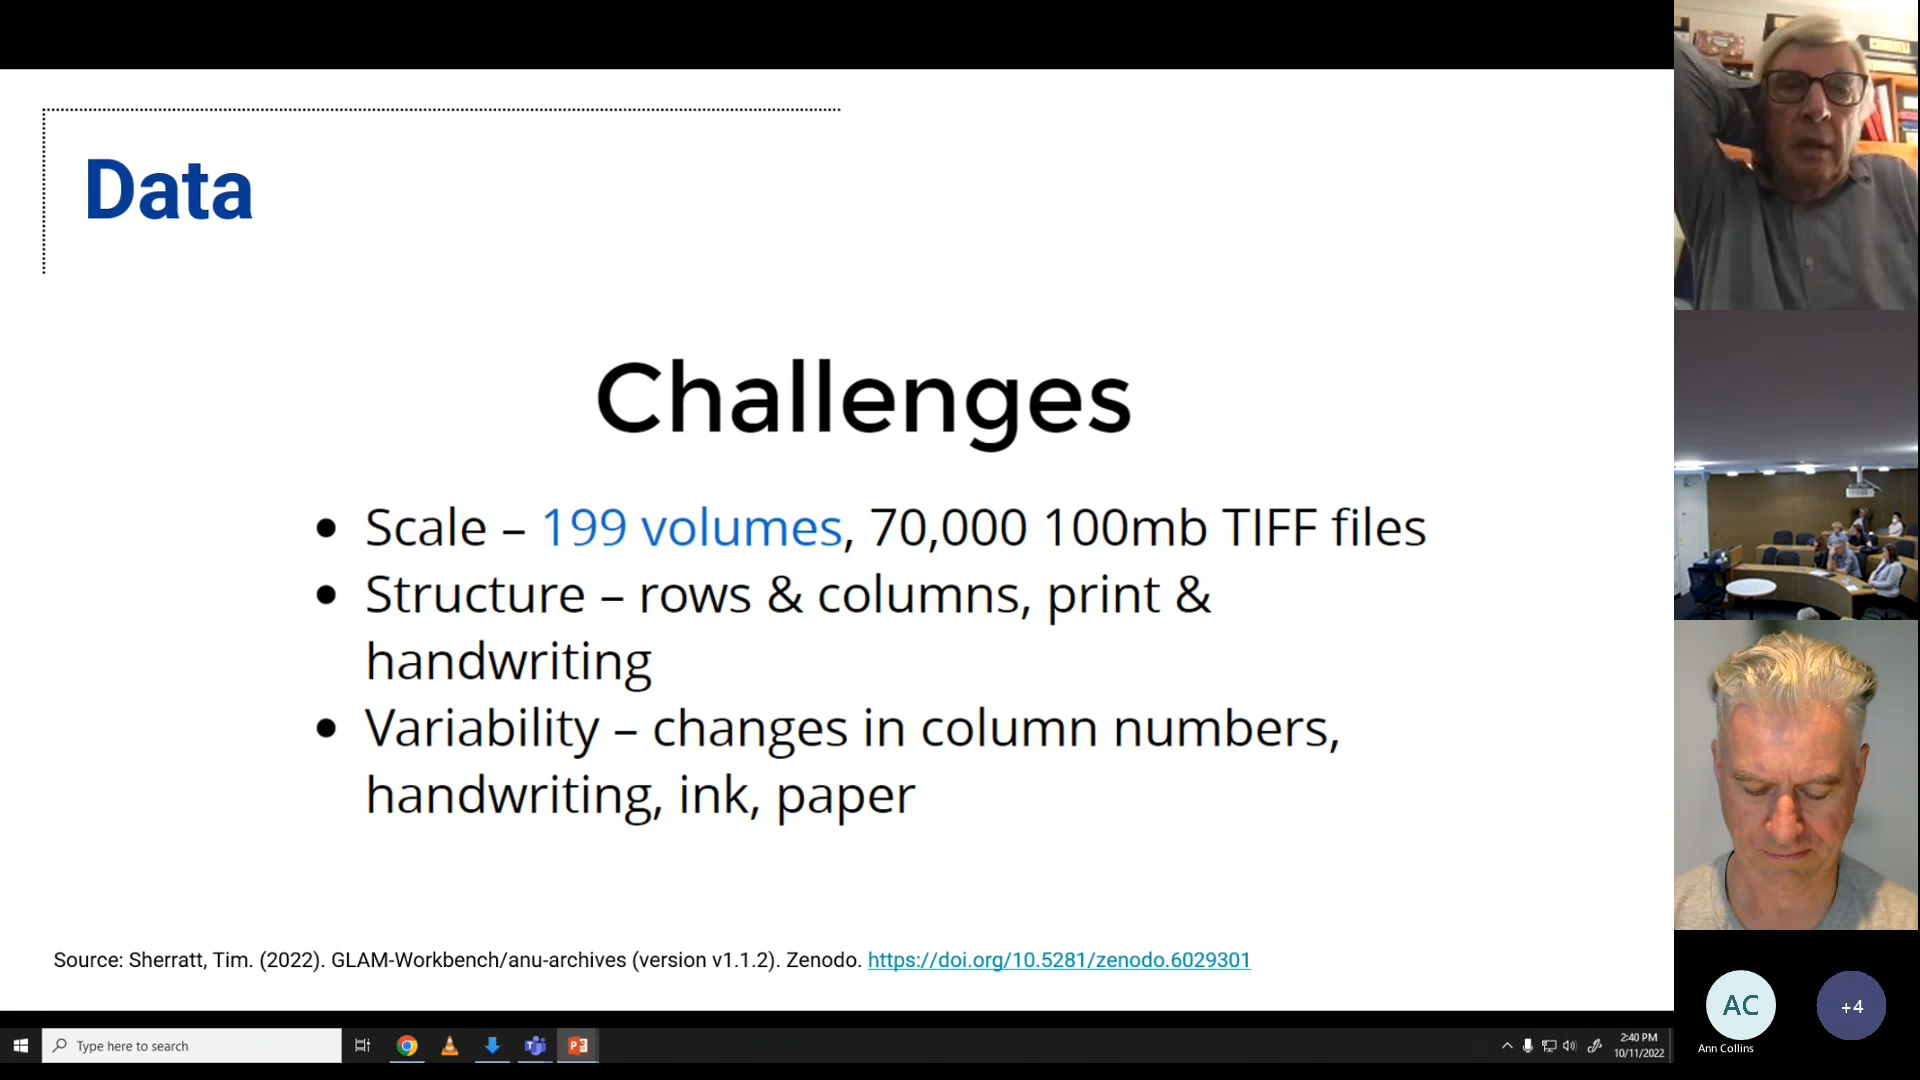 Data
Challenges
• Scale – 199 volumes, 70,000 100mb TIFF files
• Structure – rows & columns, print &
handwriting
• Variability – changes in column numbers,
handwriting, ink, paper
Source: Sherratt, Tim. (2022). GLAM-Workbench/anu-archives (version v1.1.2). Zenodo. https://doi.org/10.5281/zenodo.6029301
AC
+4
Ann Collins
Type here to search
2:40 PM
10/11/2022